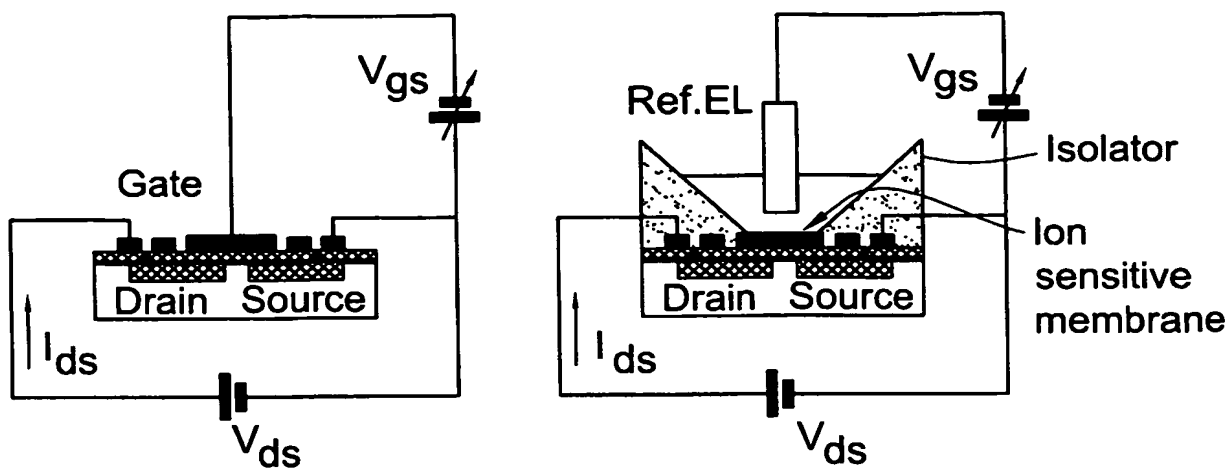 Vgs
Gate
Drain Source
Ids
Vds
Vgs
Ref.EL
Isolator
Ion
sensitive
membrane
Drain Source
Ids
Vds